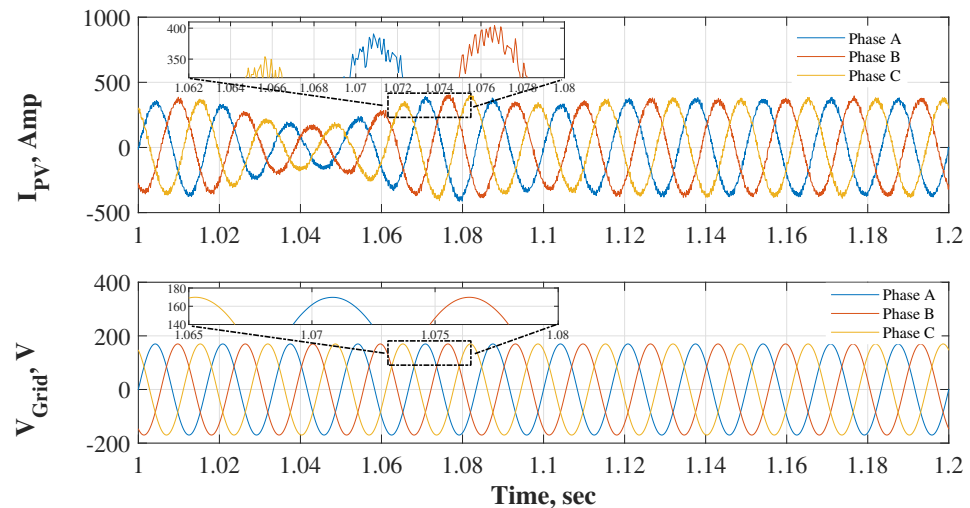 1000
500
0
-500
I_PV, Amp
400
350
1.062 1.064 1.066 1.068 1.07 1.072 1.074 1.076 1.078 1.08
Phase A
Phase B
Phase C
1 1.02 1.04 1.06 1.08 1.1 1.12 1.14 1.16 1.18 1.2
400
200
0
-200
V_Grid, V
180
160
140
1.065 1.07 1.075 1.08
Phase A
Phase B
Phase C
1 1.02 1.04 1.06 1.08 1.1 1.12 1.14 1.16 1.18 1.2
Time, sec